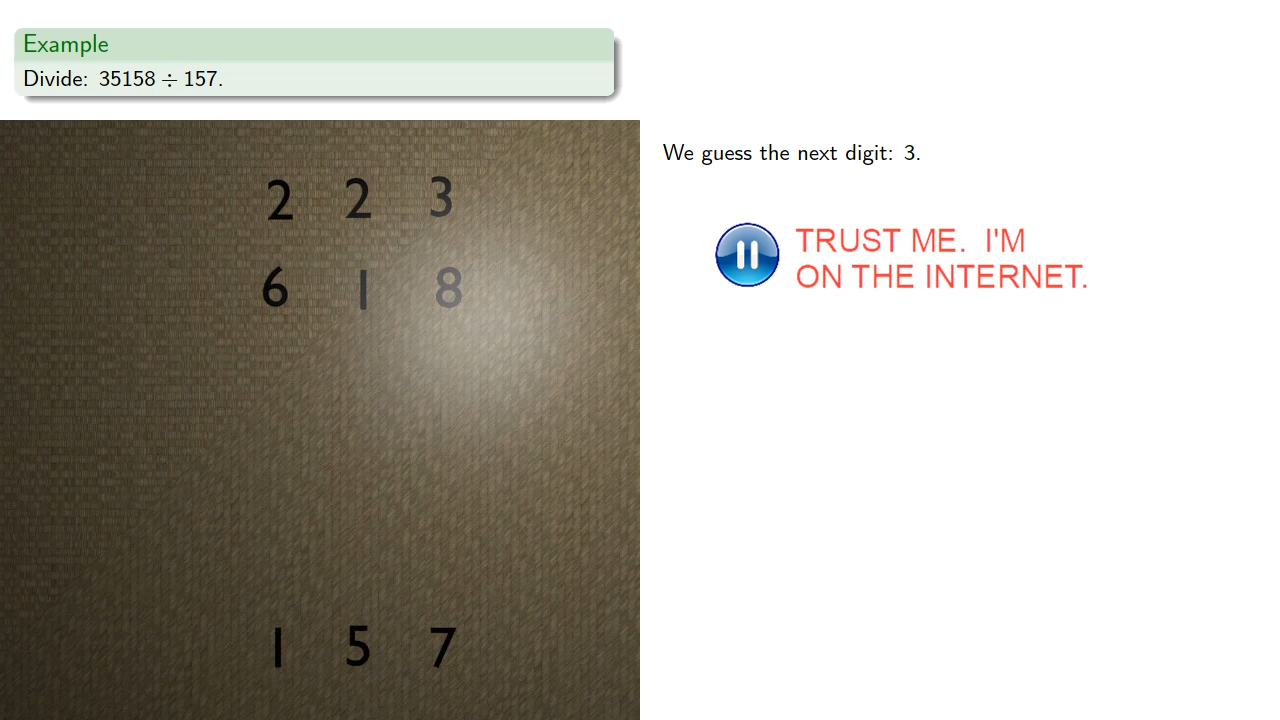 Example
Divide: 35158 ÷ 157.
We guess the next digit: 3.
2 2 3
6 1 8
TRUST ME. I'M
ON THE INTERNET.
1 5 7